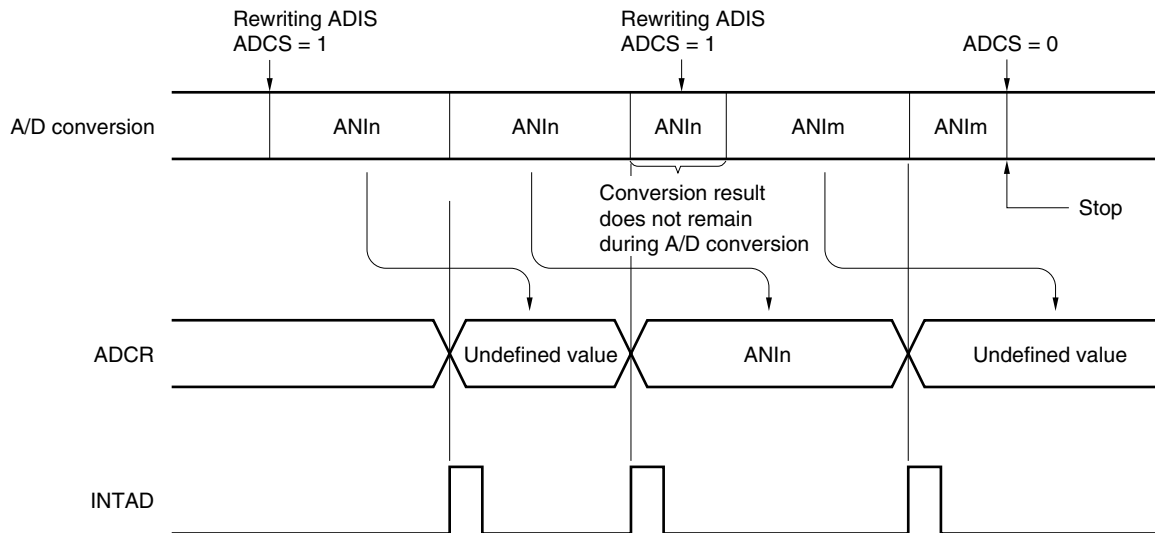 Rewriting ADIS
ADCS = 1
Rewriting ADIS
ADCS = 1
ADCS = 0
A/D conversion
ANIn
ANIn
ANIn
ANIm
ANIm
Conversion result
does not remain
during A/D conversion
Stop
ADCR
Undefined value
ANIn
Undefined value
INTAD